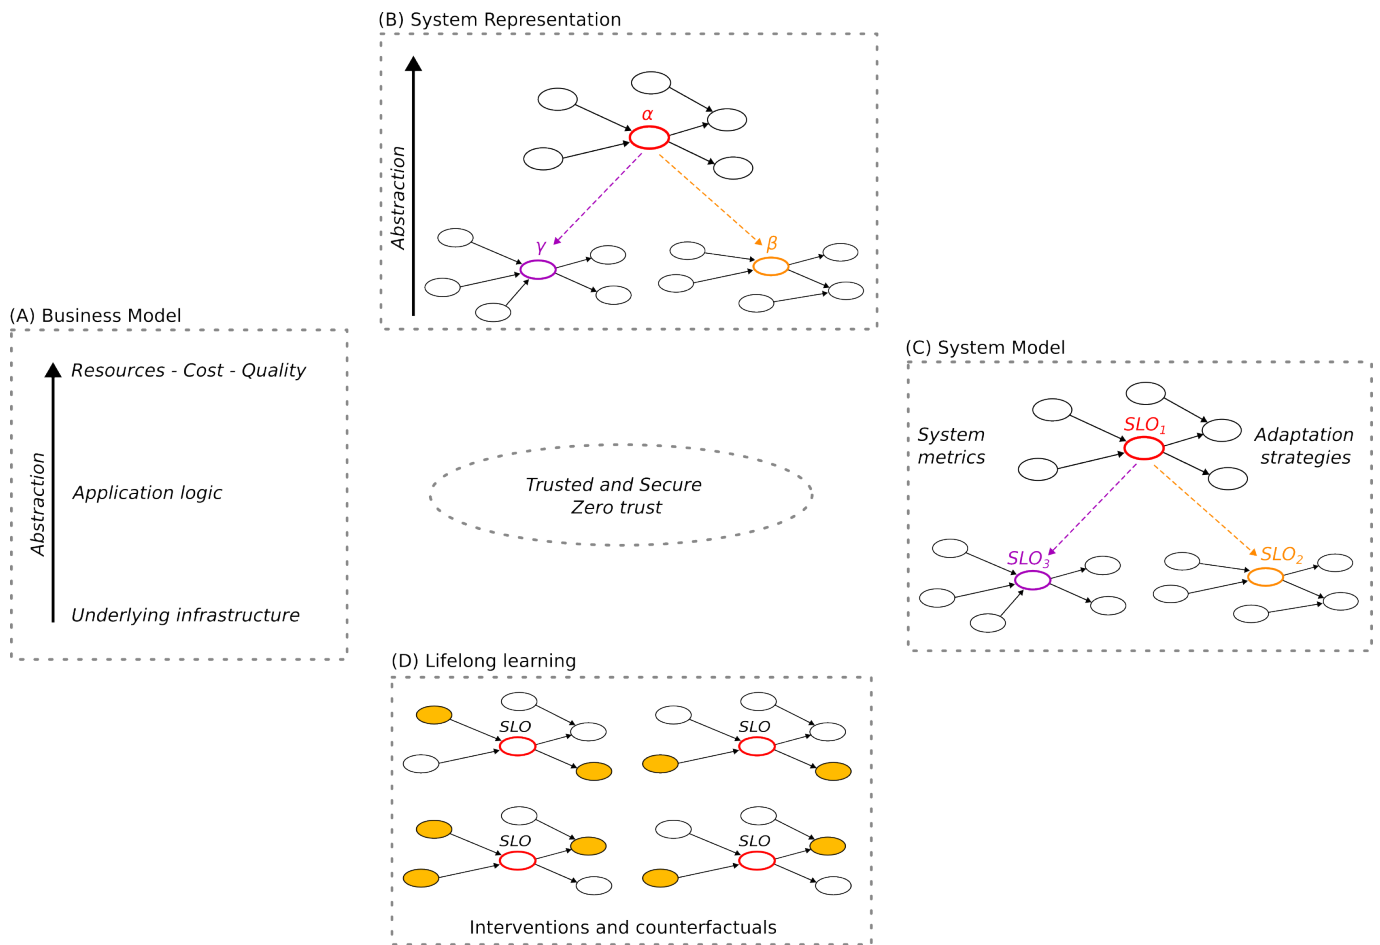 (B) System Representation
Abstraction
α
γ
β
(A) Business Model
Abstraction
Resources - Cost - Quality
Application logic
Underlying infrastructure
Trusted and Secure
Zero trust
(C) System Model
System
metrics
SLO₁
Adaptation
strategies
SLO₃
SLO₂
(D) Lifelong learning
SLO
SLO
SLO
SLO
Interventions and counterfactuals